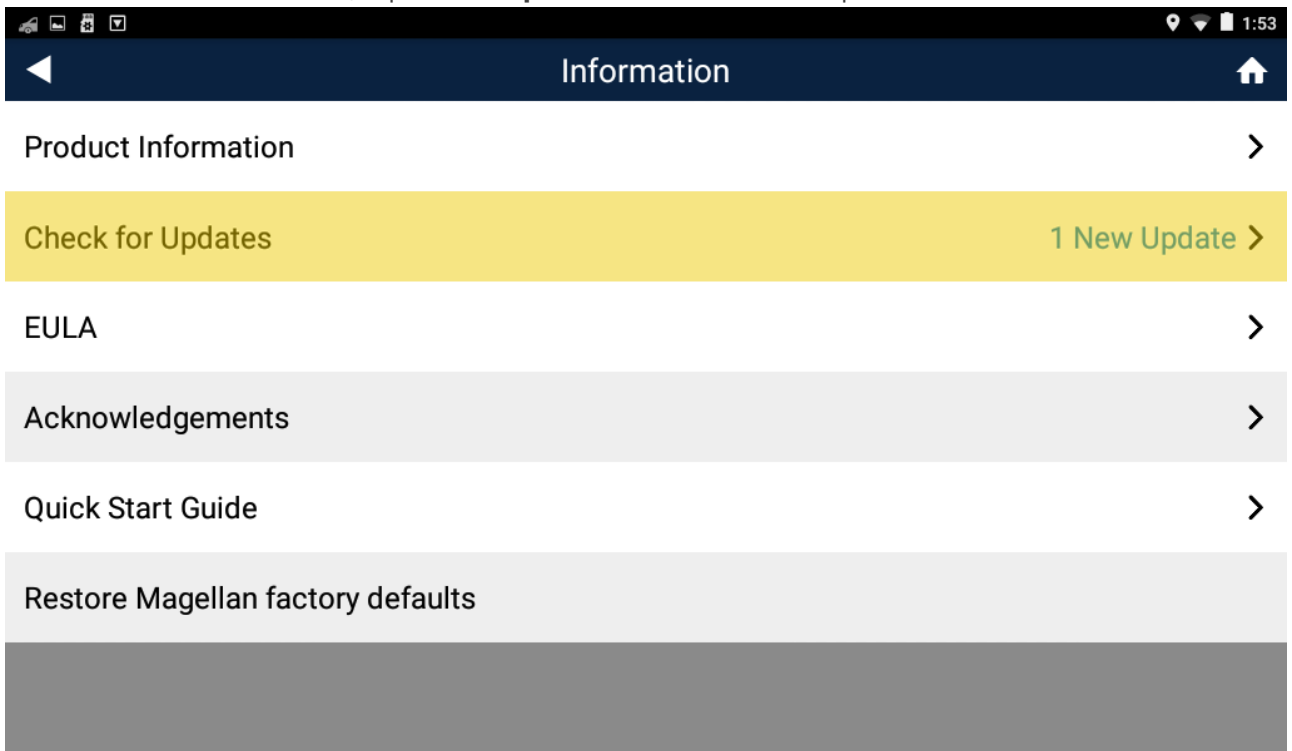 1:53
Information
Product Information
Check for Updates 1 New Update
EULA
Acknowledgements
Quick Start Guide
Restore Magellan factory defaults